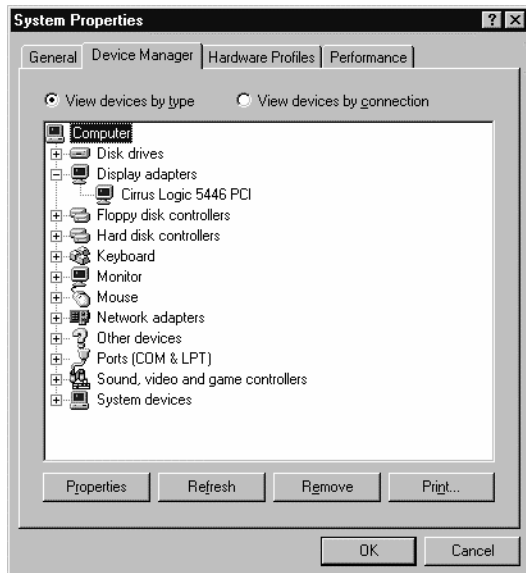 System Properties
General Device Manager Hardware Profiles Performance
View devices by type View devices by connection
Computer
Disk drives
Display adapters
Cirrus Logic 5446 PCI
Floppy disk controllers
Hard disk controllers
Keyboard
Monitor
Mouse
Network adapters
Other devices
Ports (COM & LPT)
Sound, video and game controllers
System devices
Properties Refresh Remove Print...
OK Cancel